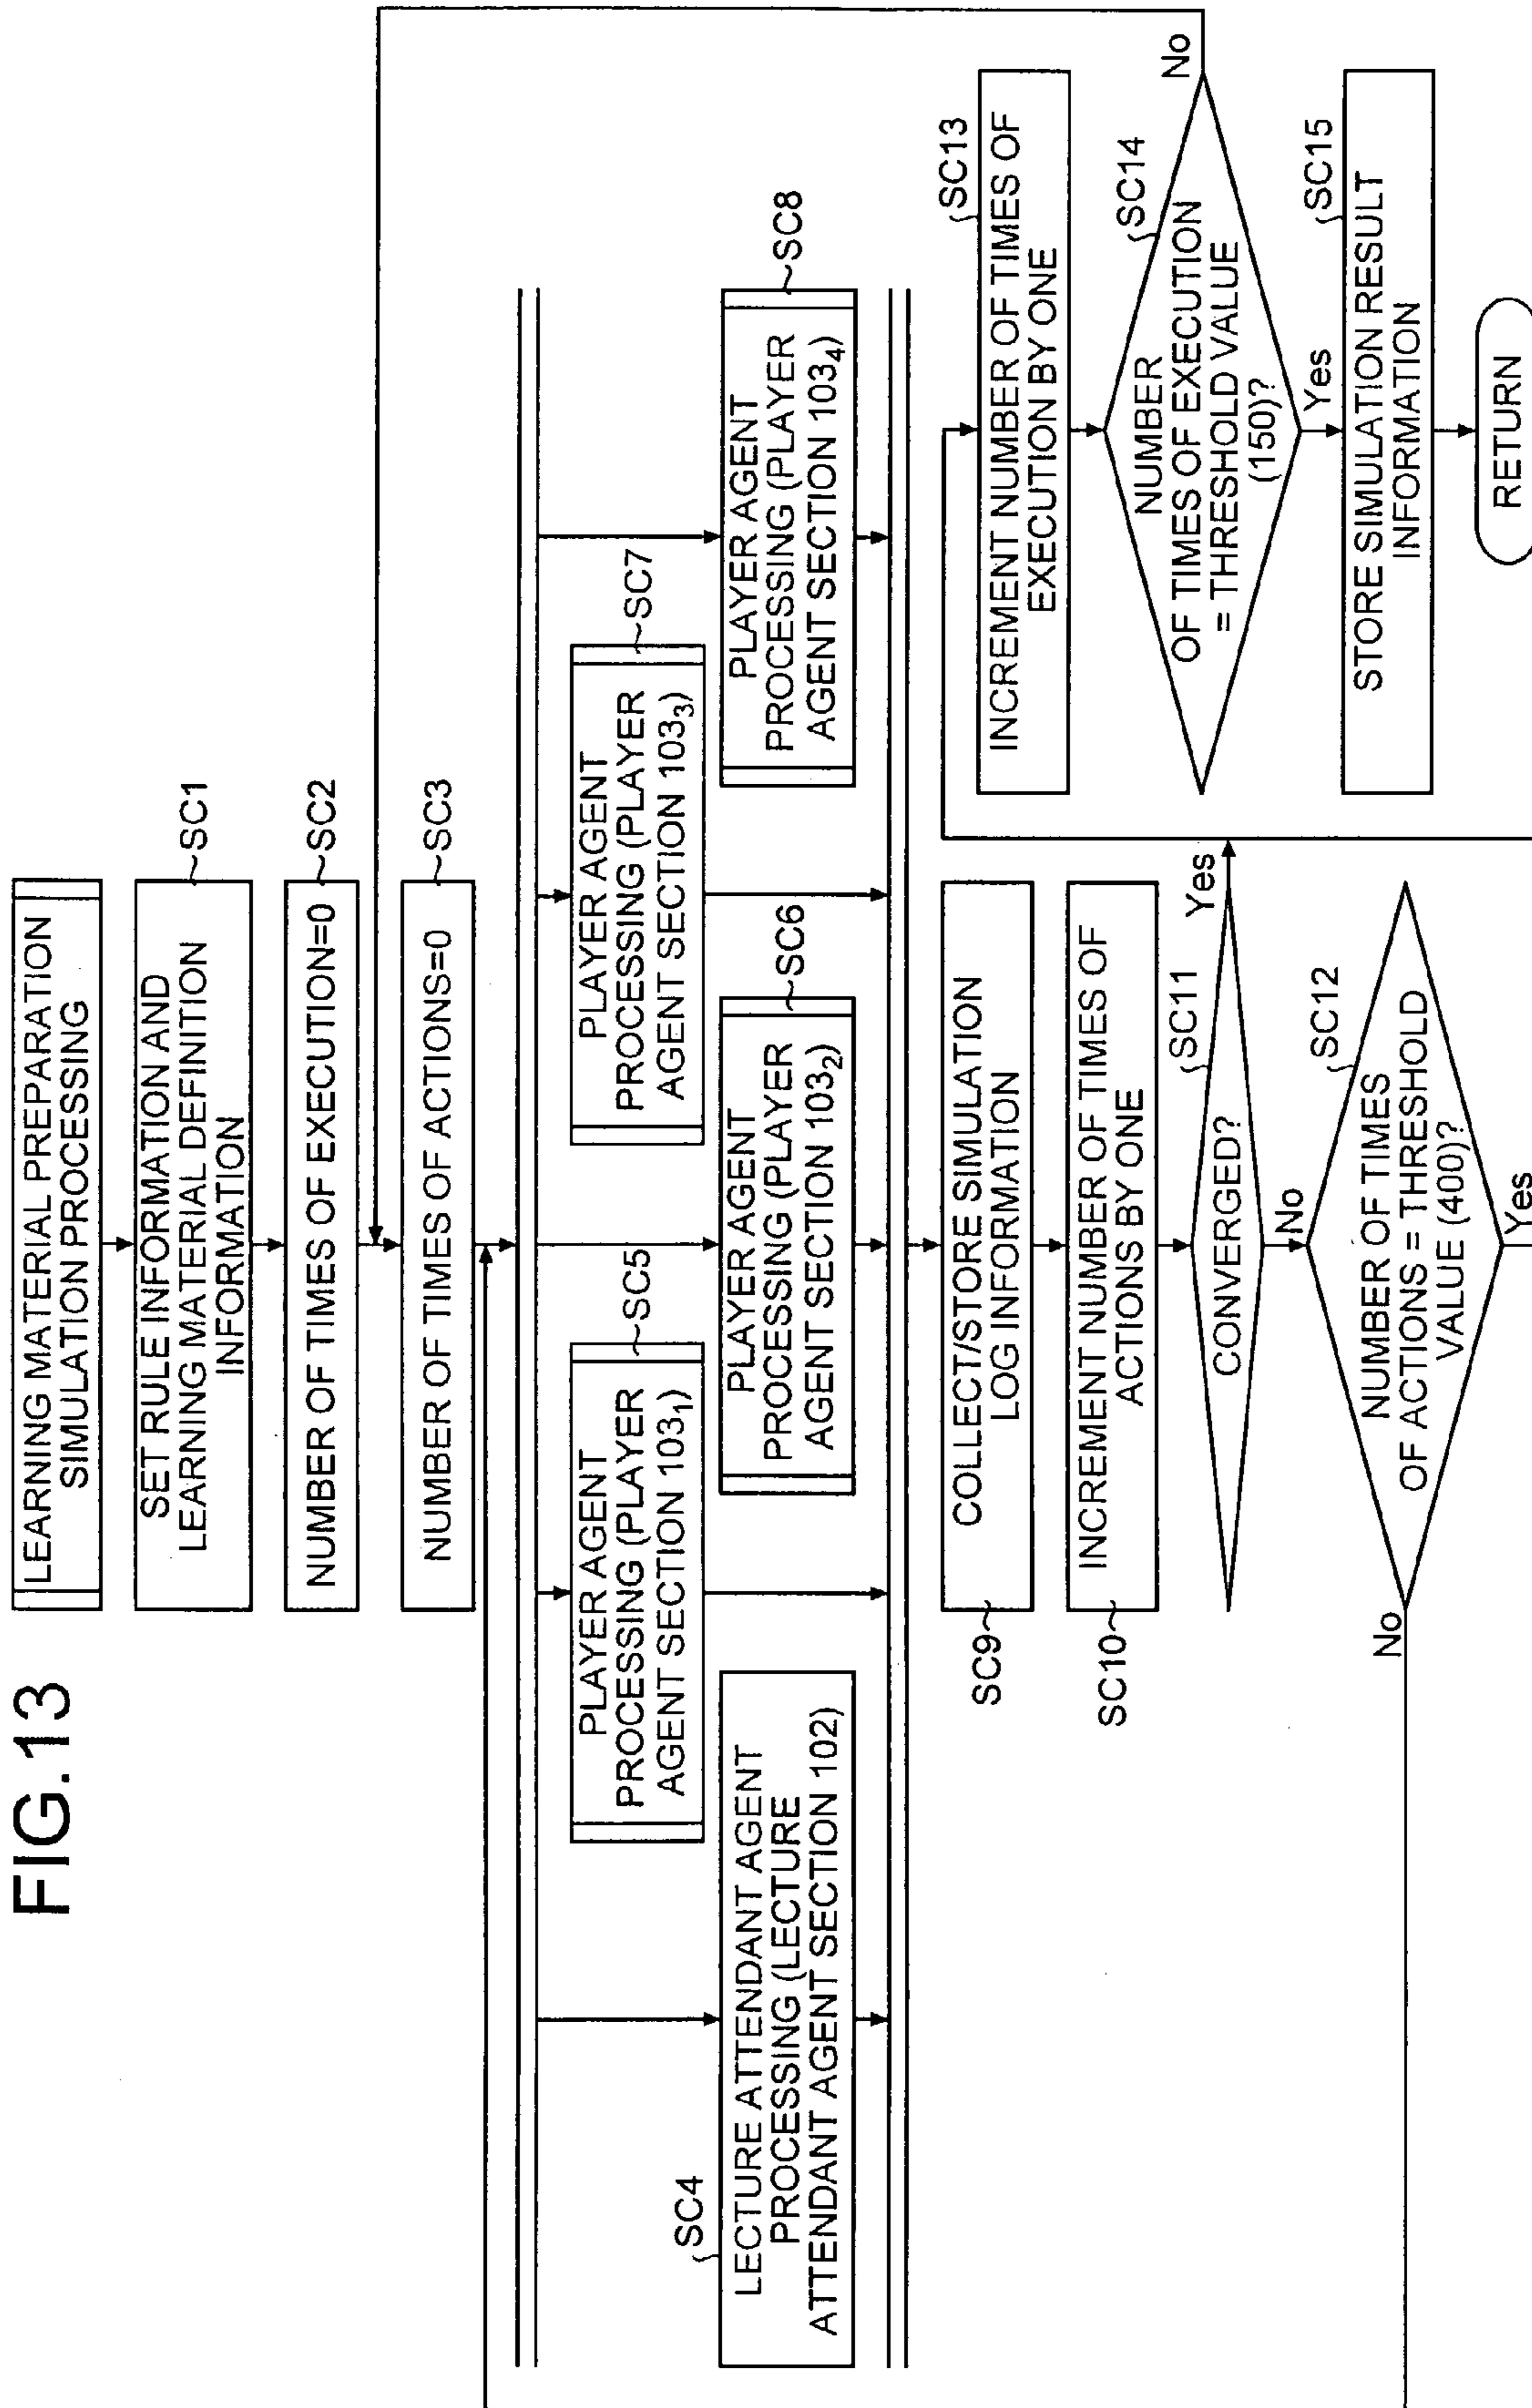 FIG.13
LEARNING MATERIAL PREPARATION
SIMULATION PROCESSING
SET RULE INFORMATION AND
LEARNING MATERIAL DEFINITION
INFORMATION
SC1
NUMBER OF TIMES OF EXECUTION=0
SC2
NUMBER OF TIMES OF ACTIONS=0
SC3
SC4
LECTURE ATTENDANT AGENT
PROCESSING (LECTURE
ATTENDANT AGENT SECTION 102)
SC5
PLAYER AGENT
PROCESSING (PLAYER
AGENT SECTION 103₁)
SC6
PLAYER AGENT
PROCESSING (PLAYER
AGENT SECTION 103₂)
SC7
PLAYER AGENT
PROCESSING (PLAYER
AGENT SECTION 103₃)
SC8
PLAYER AGENT
PROCESSING (PLAYER
AGENT SECTION 103₄)
SC9
COLLECT/STORE SIMULATION
LOG INFORMATION
SC10
INCREMENT NUMBER OF TIMES OF
ACTIONS BY ONE
SC11
CONVERGED?
Yes
No
SC12
NUMBER OF TIMES
OF ACTIONS = THRESHOLD
VALUE (400)?
No
Yes
SC13
INCREMENT NUMBER OF TIMES OF
EXECUTION BY ONE
SC14
NUMBER
OF TIMES OF EXECUTION
= THRESHOLD VALUE
(150)?
No
Yes
SC15
STORE SIMULATION RESULT
INFORMATION
RETURN